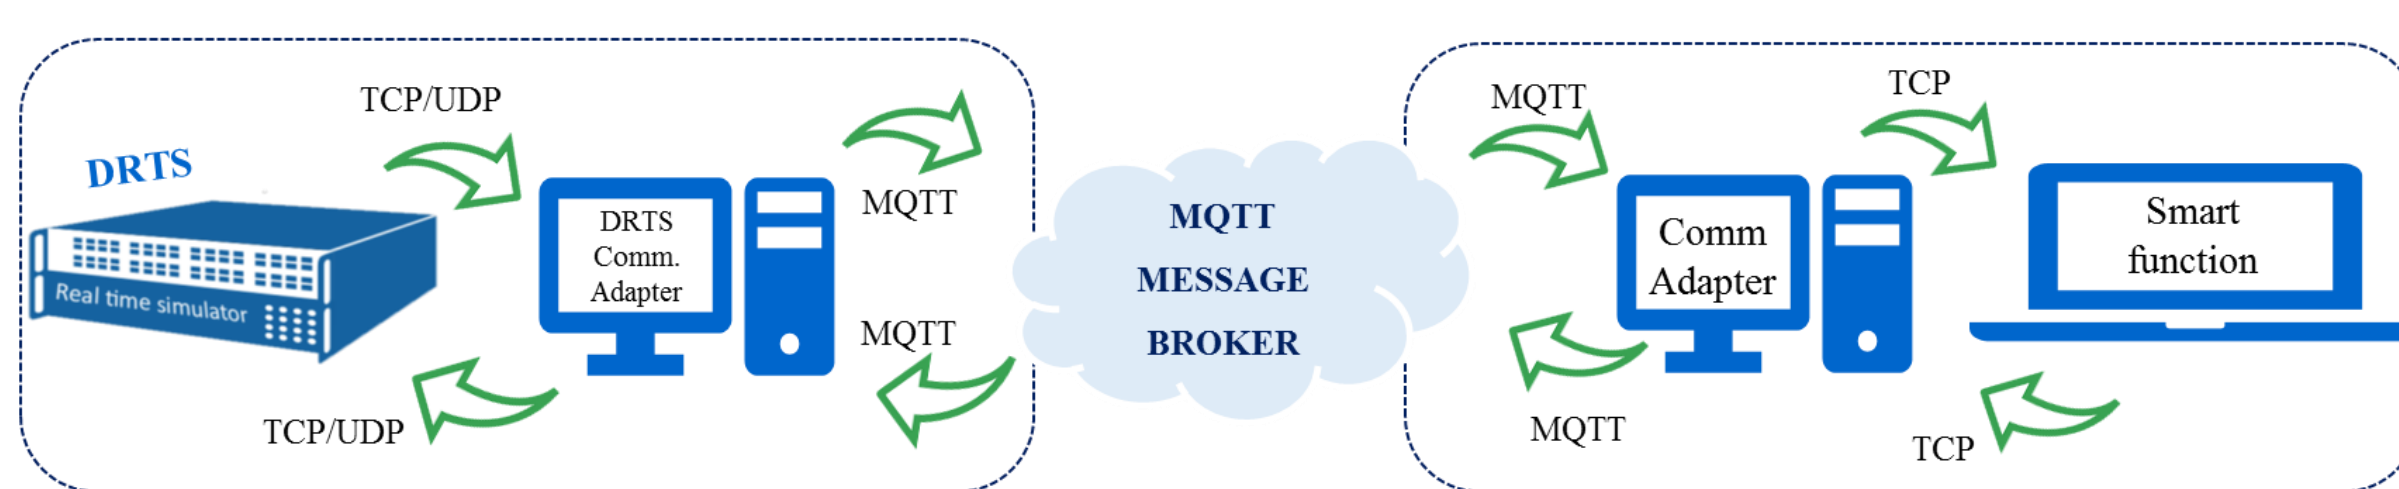 TCP/UDP
DRTS
Real time simulator
TCP/UDP
DRTS
Comm.
Adapter
MQTT
MQTT
MQTT
MESSAGE
BROKER
MQTT
MQTT
Comm
Adapter
TCP
TCP
Smart
function